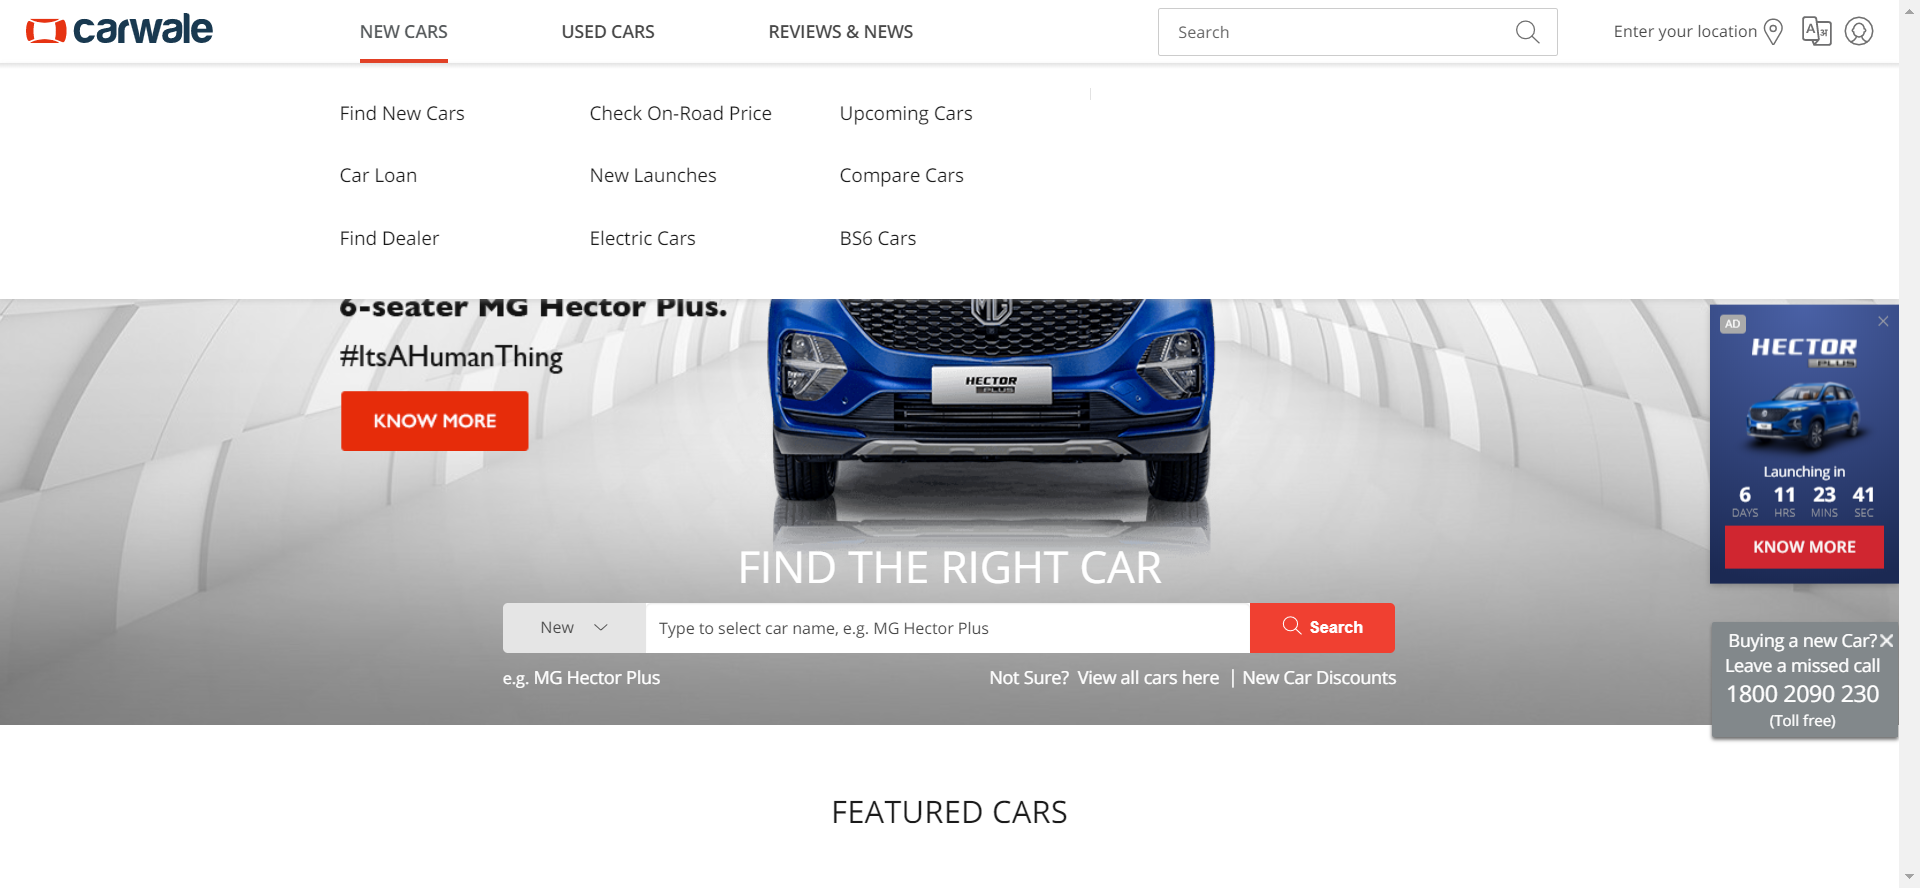 carwale
NEW CARS
USED CARS
REVIEWS & NEWS
Search
Enter your location
Find New Cars
Check On-Road Price
Upcoming Cars
Car Loan
New Launches
Compare Cars
Find Dealer
Electric Cars
BS6 Cars
6-seater MG Hector Plus.
#ItsAHumanThing
KNOW MORE
MG
HECTOR
PLUS
AD
HECTOR
PLUS
Launching in
6 11 23 41
DAYS HRS MINS SEC
KNOW MORE
FIND THE RIGHT CAR
New
Type to select car name, e.g. MG Hector Plus
Search
e.g. MG Hector Plus
Not Sure? View all cars here | New Car Discounts
Buying a new Car?
Leave a missed call
1800 2090 230
(Toll free)
FEATURED CARS